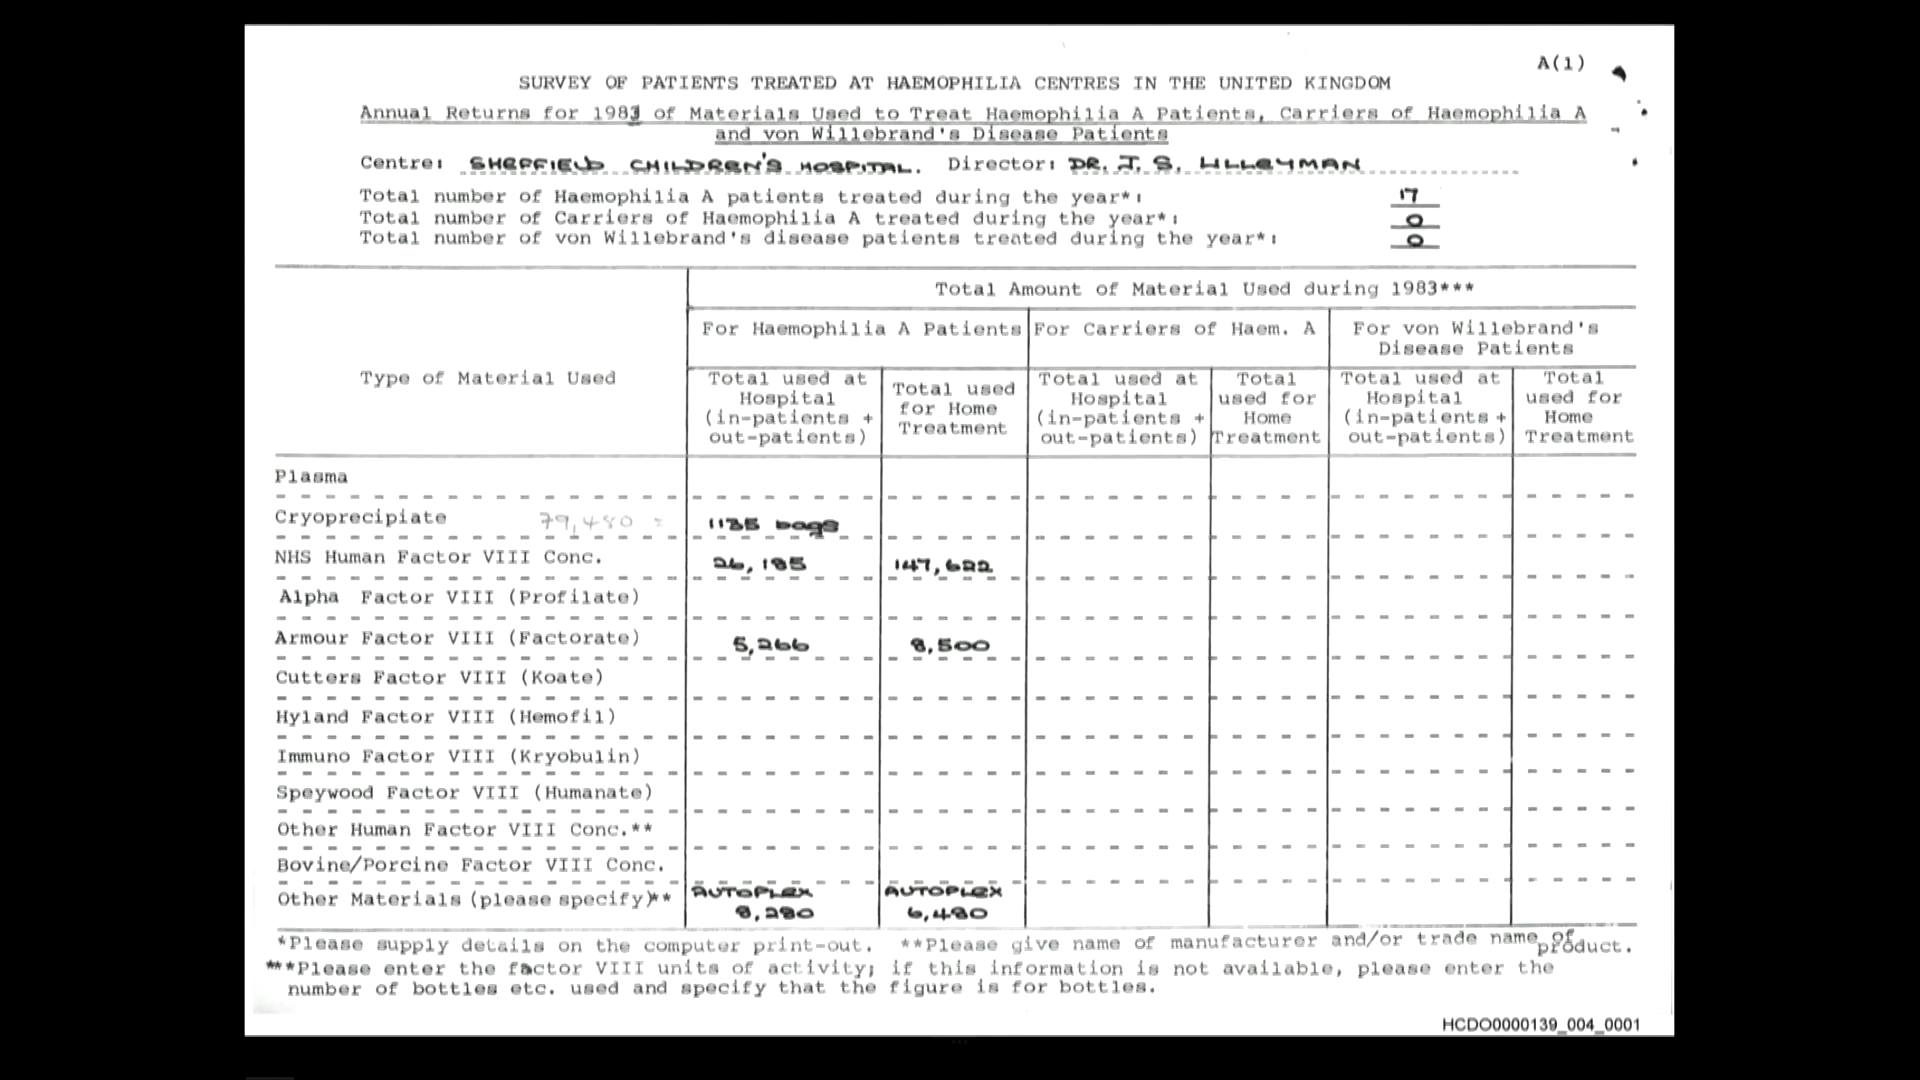 A(1)
SURVEY OF PATIENTS TREATED AT HAEMOPHILIA CENTRES IN THE UNITED KINGDOM
Annual Returns for 1983 of Materials Used to Treat Haemophilia A Patients, Carriers of Haemophilia A
and von Willebrand's Disease Patients
Centre: SHEFFIELD CHILDREN'S HOSPITAL. Director: DR. J. S. LILLEYMAN
Total number of Haemophilia A patients treated during the year*: 17
Total number of Carriers of Haemophilia A treated during the year*: 0
Total number of von Willebrand's disease patients treated during the year*: 0
Type of Material Used
Total Amount of Material Used during 1983***
For Haemophilia A Patients
For Carriers of Haem. A
For von Willebrand's
Disease Patients
Total used at
Hospital
(in-patients +
out-patients)
Total used
for Home
Treatment
Total used at
Hospital
(in-patients +
out-patients)
Total
used for
Home
Treatment
Total used at
Hospital
(in-patients +
out-patients)
Total
used for
Home
Treatment
Plasma
Cryoprecipiate 79,480 = 1135 bags
NHS Human Factor VIII Conc. 26,185 147,622
Alpha Factor VIII (Profilate)
Armour Factor VIII (Factorate) 5,266 8,500
Cutters Factor VIII (Koate)
Hyland Factor VIII (Hemofil)
Immuno Factor VIII (Kryobulin)
Speywood Factor VIII (Humanate)
Other Human Factor VIII Conc.**
Bovine/Porcine Factor VIII Conc.
Other Materials (please specify)** AUTOPLEX AUTOPLEX
8,280 6,480
*Please supply details on the computer print-out. **Please give name of manufacturer and/or trade name of
product.
***Please enter the factor VIII units of activity; if this information is not available, please enter the
number of bottles etc. used and specify that the figure is for bottles.
HCDO0000139_004_0001